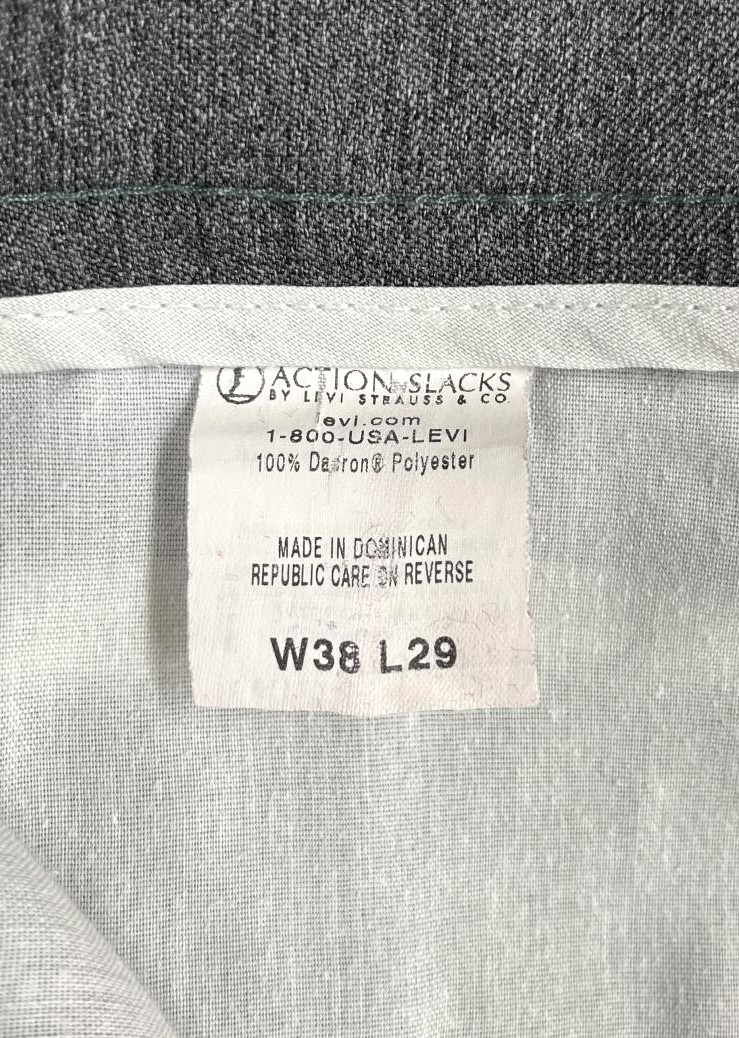 L ACTION SLACKS
BY LEVI STRAUSS & CO.
evi.com
1-800-USA-LEVI
100% Dacron® Polyester
MADE IN DOMINICAN
REPUBLIC CARE ON REVERSE
W38 L29